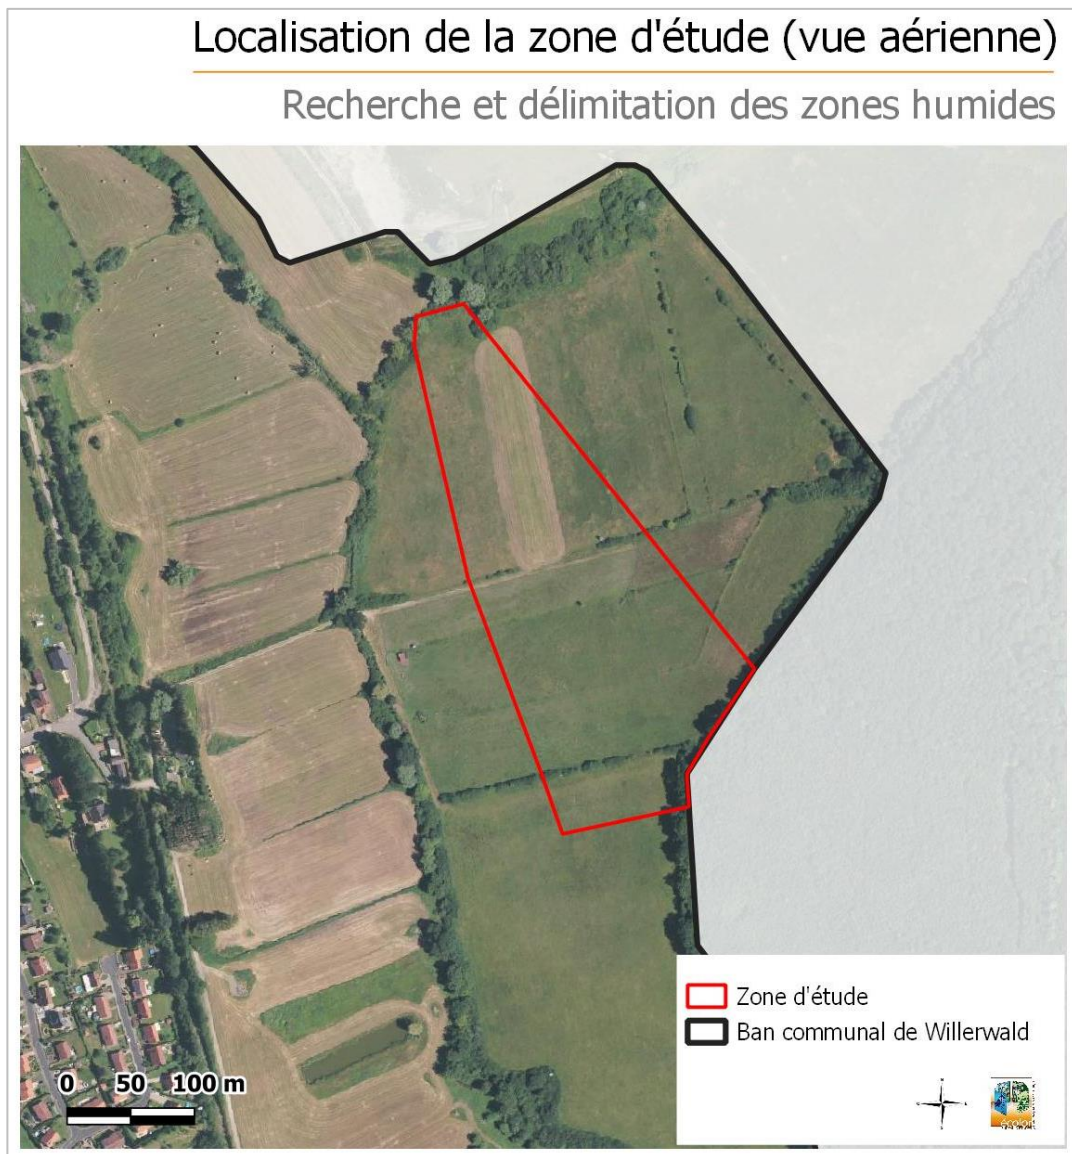 Localisation de la zone d'étude (vue aérienne)
Recherche et délimitation des zones humides
Zone d'étude
Ban communal de Willerwald
0 50 100 m
écolor